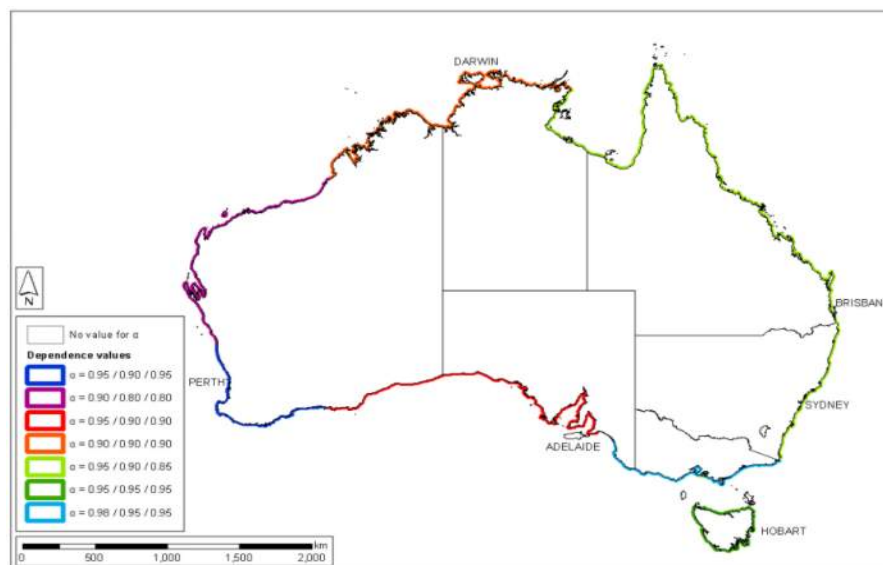 DARWIN
BRISBAN
PERTH
SYDNEY
ADELAIDE
HOBART
N
No value for α
Dependence values
α = 0.95 / 0.90 / 0.95
α = 0.90 / 0.80 / 0.80
α = 0.95 / 0.90 / 0.90
α = 0.90 / 0.90 / 0.90
α = 0.95 / 0.90 / 0.85
α = 0.95 / 0.95 / 0.95
α = 0.98 / 0.95 / 0.95
km
0 500 1,000 1,500 2,000